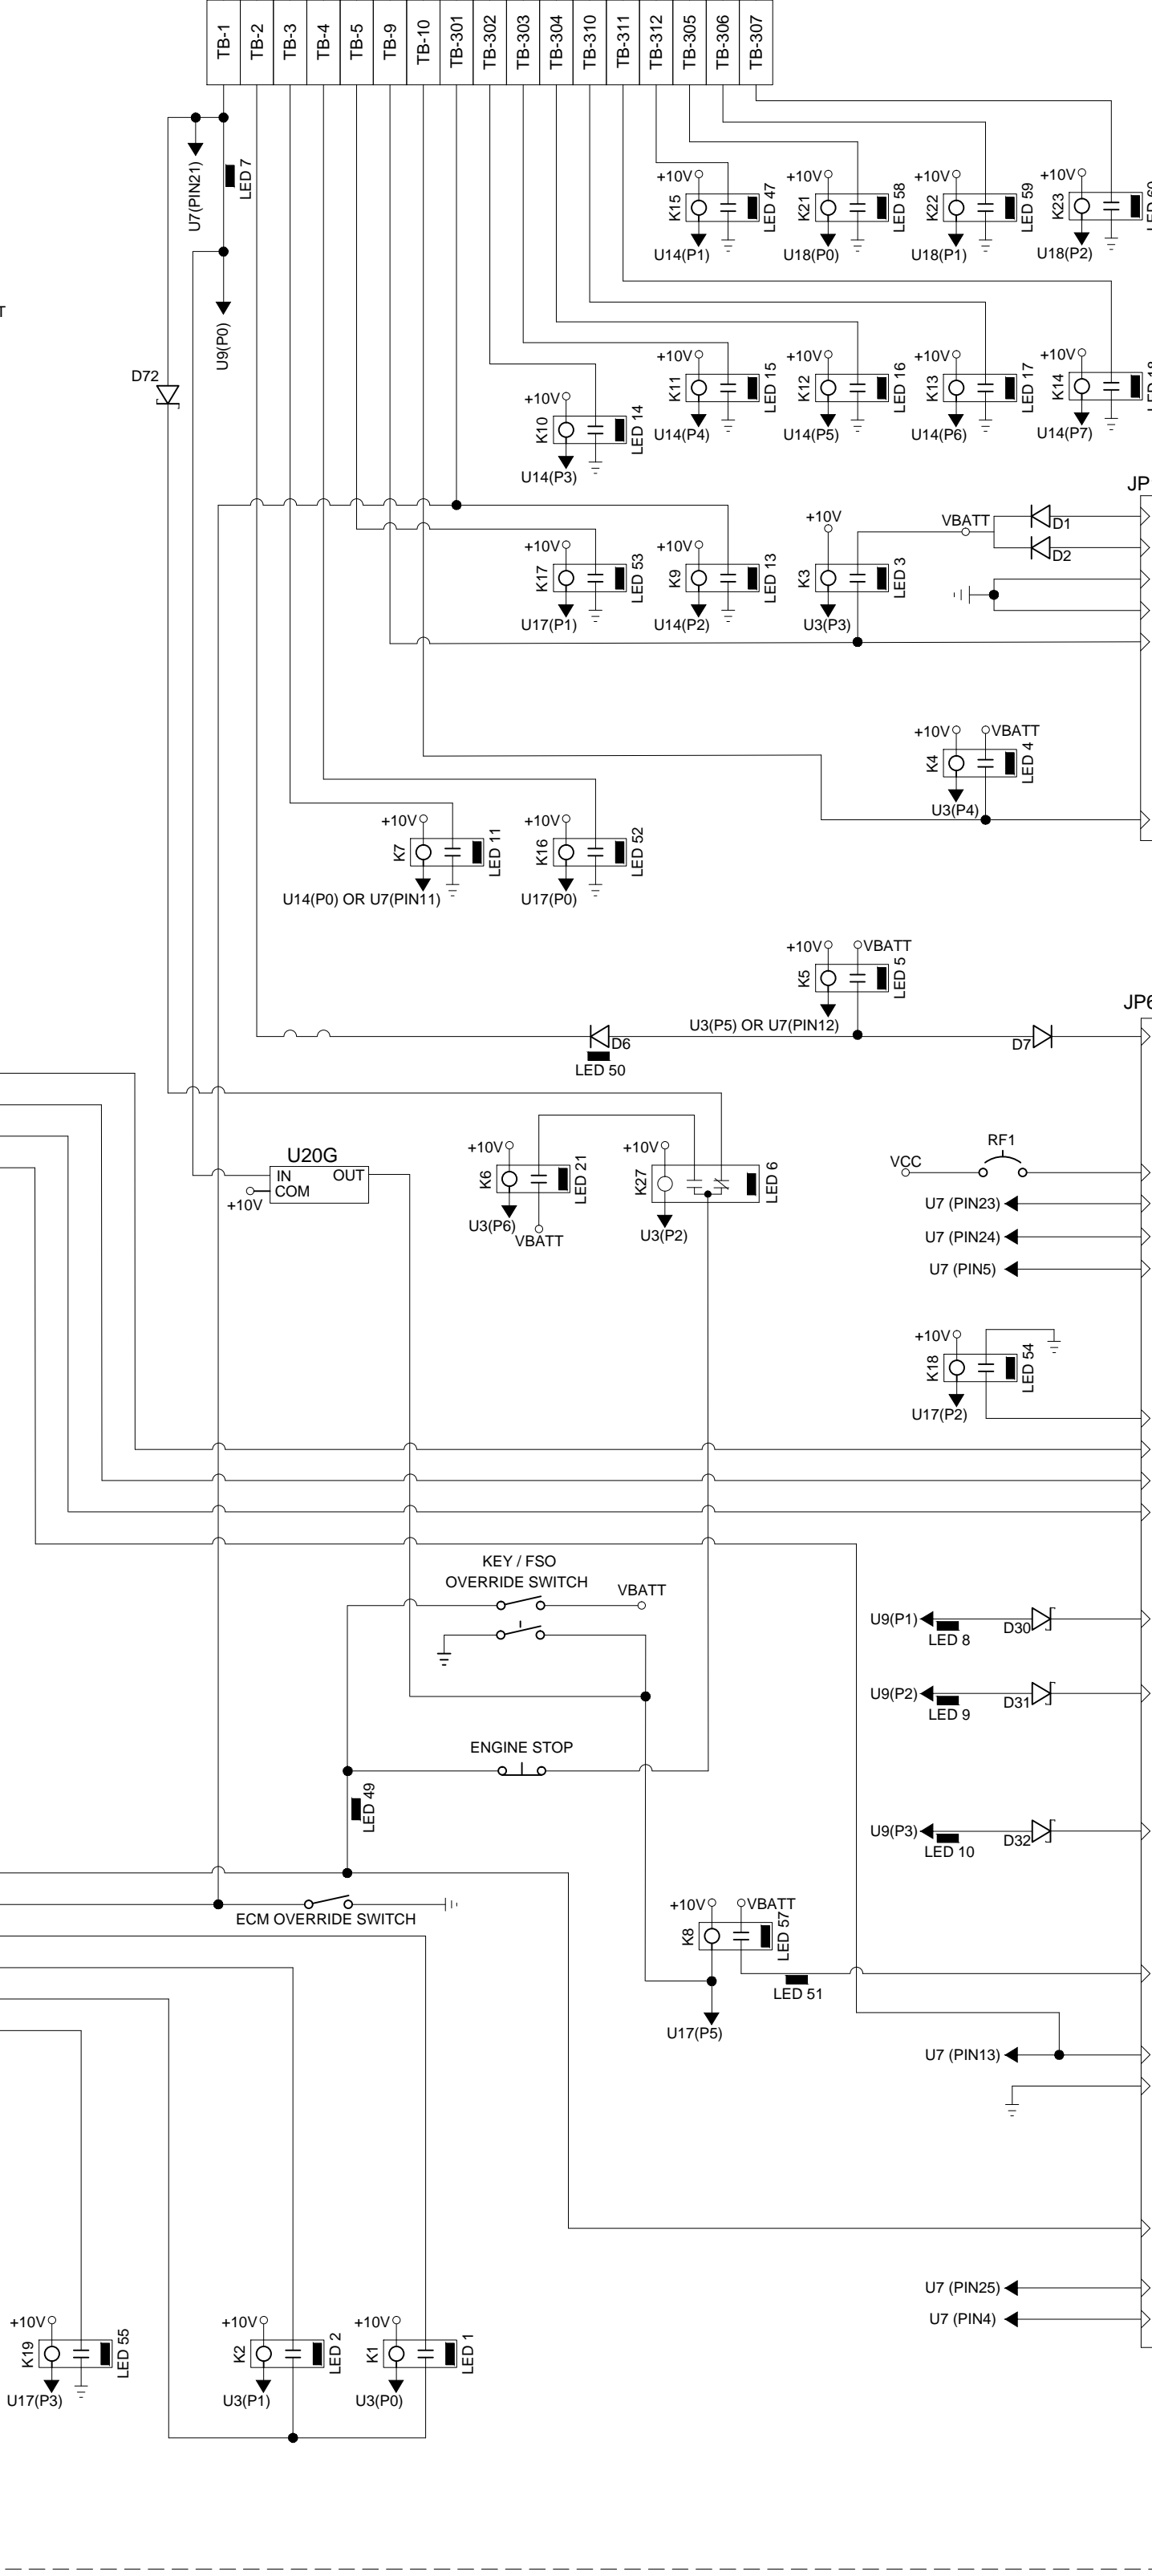 TB-1
TB-2
TB-3
TB-4
TB-5
TB-9
TB-10
TB-301
TB-302
TB-303
TB-304
TB-310
TB-311
TB-312
TB-305
TB-306
TB-307
U7(PIN21)
LED 7
+10V
K15
LED 47
U14(P1)
+10V
K21
LED 58
U18(P0)
+10V
K22
LED 59
U18(P1)
+10V
K23
U18(P2)
T
U9(P0)
D72
+10V
K11
LED 15
U14(P4)
+10V
K12
LED 16
U14(P5)
+10V
K13
LED 17
U14(P6)
+10V
K14
U14(P7)
+10V
K10
LED 14
U14(P3)
JP
+10V
K17
LED 53
U17(P1)
+10V
K9
LED 13
U14(P2)
+10V
K3
LED 3
U3(P3)
VBATT
D1
D2
+10V
VBATT
K4
LED 4
U3(P4)
+10V
K7
LED 11
U14(P0) OR U7(PIN11)
+10V
K16
LED 52
U17(P0)
+10V
VBATT
K5
LED 5
U3(P5) OR U7(PIN12)
JP6
D6
LED 50
D7
U20G
IN
OUT
COM
+10V
+10V
K6
LED 21
U3(P6)
VBATT
+10V
K27
LED 6
U3(P2)
RF1
VCC
U7 (PIN23)
U7 (PIN24)
U7 (PIN5)
+10V
K18
LED 54
U17(P2)
KEY / FSO
OVERRIDE SWITCH
VBATT
U9(P1)
LED 8
D30
U9(P2)
LED 9
D31
ENGINE STOP
LED 49
U9(P3)
LED 10
D32
ECM OVERRIDE SWITCH
+10V
VBATT
K8
LED 57
LED 51
U17(P5)
U7 (PIN13)
U7 (PIN25)
U7 (PIN4)
+10V
K19
LED 55
U17(P3)
+10V
K2
LED 2
U3(P1)
+10V
K1
LED 1
U3(P0)